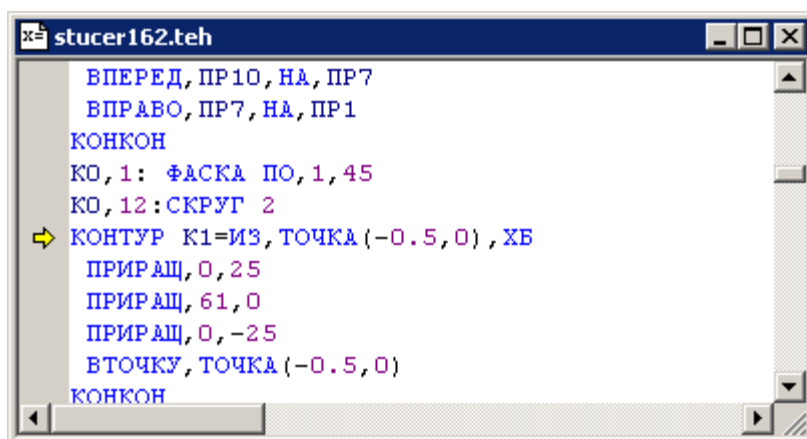 stucer162.teh
ВПЕРЕД,ПР10,НА,ПР7
ВПРАВО,ПР7,НА,ПР1
КОНКОН
К0,1: ФАСКА ПО,1,45
К0,12:СКРУГ 2
КОНТУР К1=ИЗ,ТОЧКА(-0.5,0),ХБ
ПРИРАЩ,0,25
ПРИРАЩ,61,0
ПРИРАЩ,0,-25
ВТОЧКУ,ТОЧКА(-0.5,0)
КОНКОН